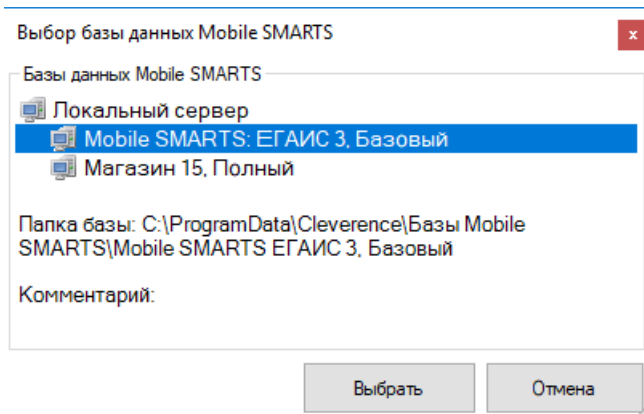 Выбор базы данных Mobile SMARTS
x
Базы данных Mobile SMARTS
Локальный сервер
Mobile SMARTS: ЕГАИС 3, Базовый
Магазин 15, Полный
Папка базы: C:\ProgramData\Cleverence\Базы Mobile
SMARTS\Mobile SMARTS ЕГАИС 3, Базовый
Комментарий:
Выбрать
Отмена